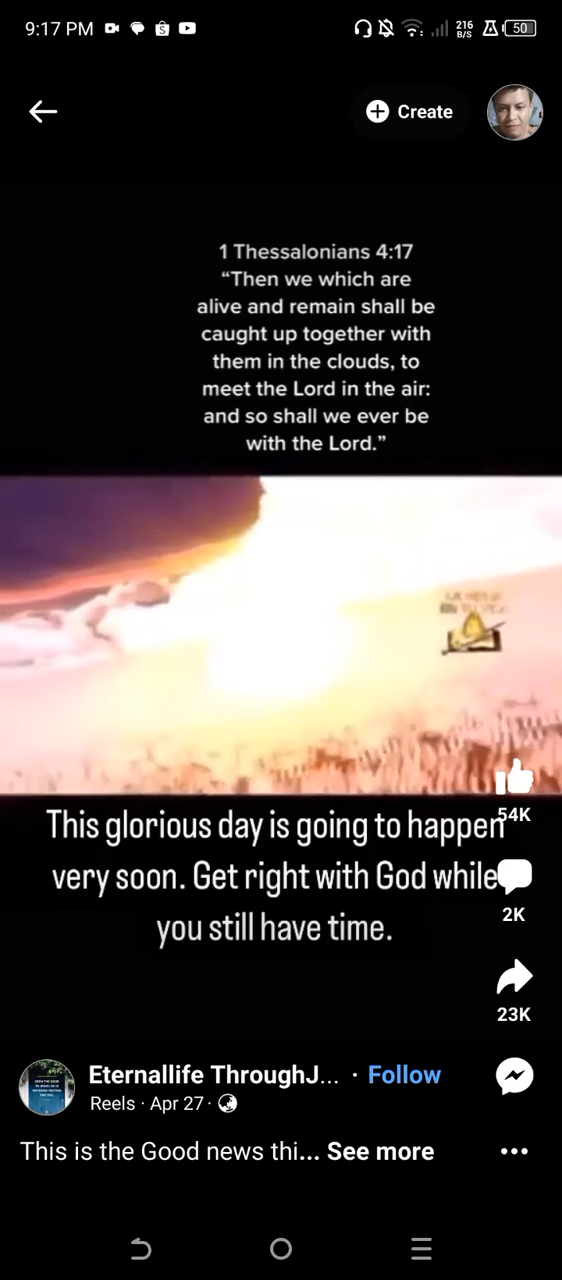 9:17 PM
216
B/S
50
Create
1 Thessalonians 4:17
“Then we which are
alive and remain shall be
caught up together with
them in the clouds, to
meet the Lord in the air:
and so shall we ever be
with the Lord.”
This glorious day is going to happen
very soon. Get right with God while
you still have time.
54K
2K
23K
Eternallife ThroughJ... · Follow
Reels · Apr 27 ·
This is the Good news thi... See more